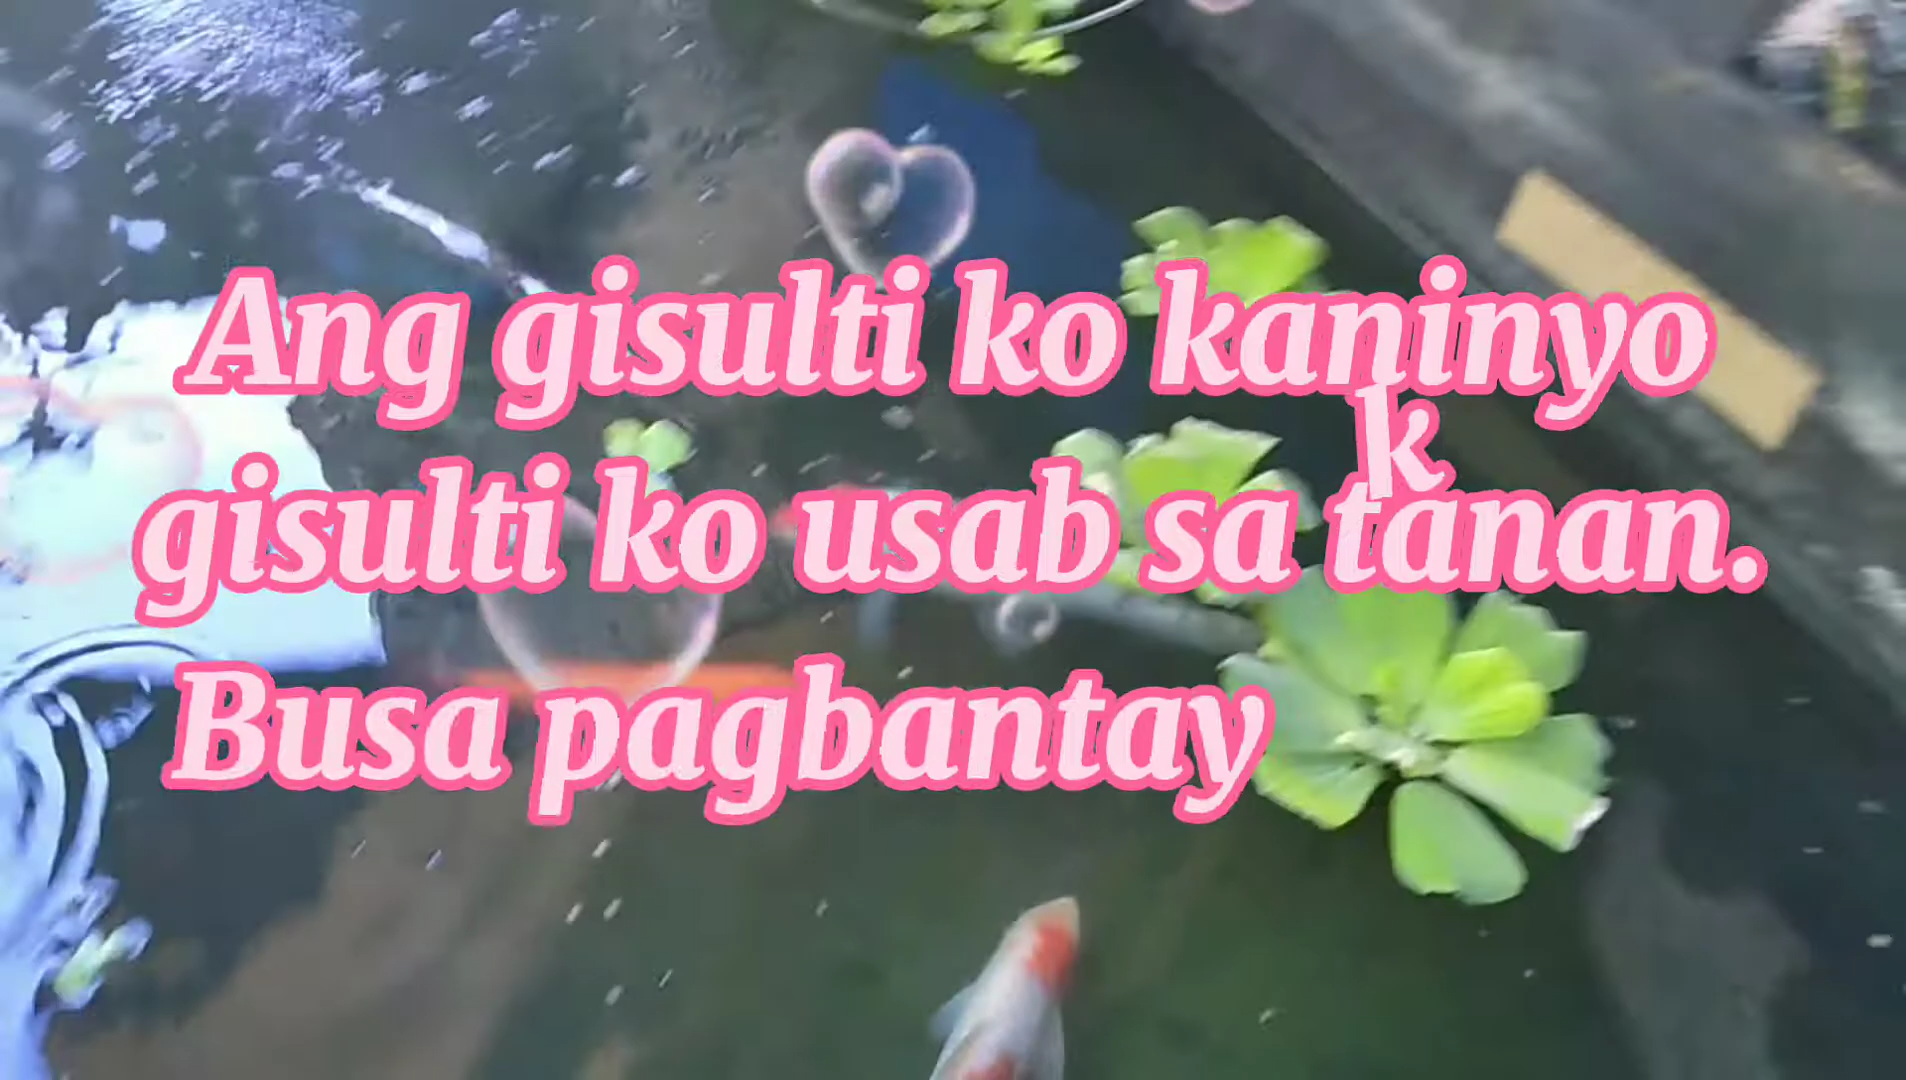 Ang gisulti ko kaninyo
gisulti ko usab sa tanan.
Busa pagbantay
k